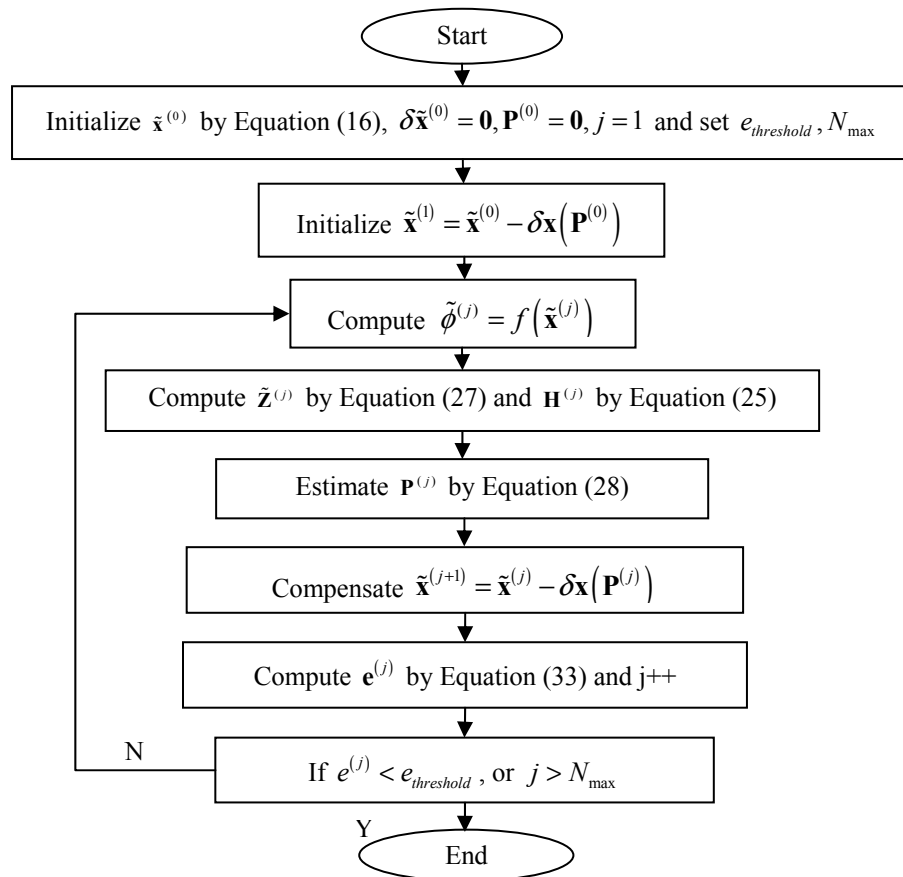 Start
Initialize x̃⁽⁰⁾ by Equation (16), δx̃⁽⁰⁾ = 0, P⁽⁰⁾ = 0, j = 1 and set e_threshold, N_max
Initialize x̃⁽¹⁾ = x̃⁽⁰⁾ − δx(P⁽⁰⁾)
Compute φ̃⁽ʲ⁾ = f(x̃⁽ʲ⁾)
Compute Z̃⁽ʲ⁾ by Equation (27) and H⁽ʲ⁾ by Equation (25)
Estimate P⁽ʲ⁾ by Equation (28)
Compensate x̃⁽ʲ⁺¹⁾ = x̃⁽ʲ⁾ − δx(P⁽ʲ⁾)
Compute e⁽ʲ⁾ by Equation (33) and j++
N
If e⁽ʲ⁾ < e_threshold, or j > N_max
Y
End